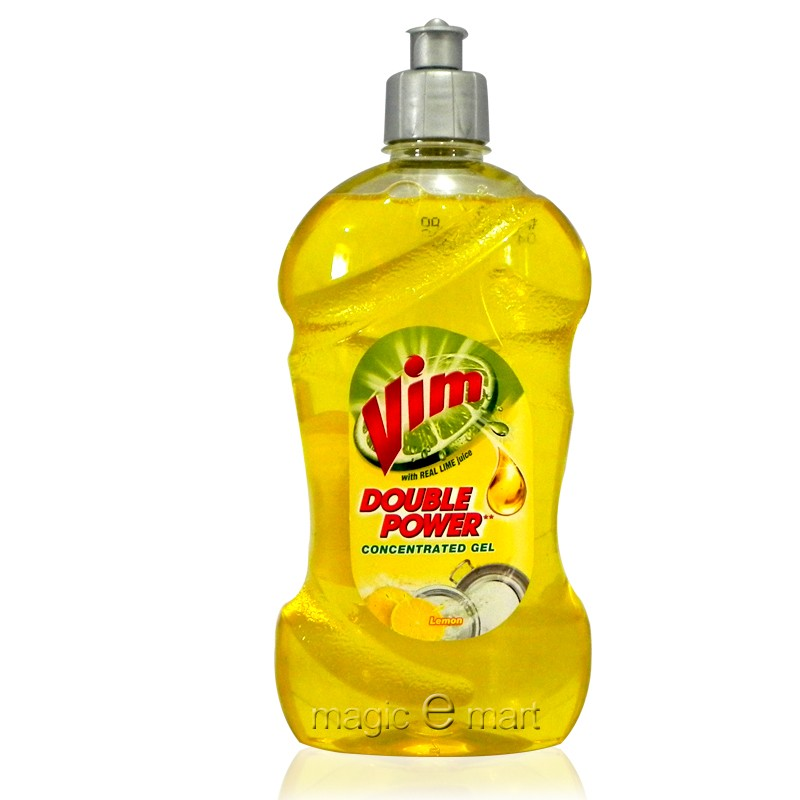 Vim
with REAL LIME juice
DOUBLE
POWER**
CONCENTRATED GEL
Lemon
magic e mart